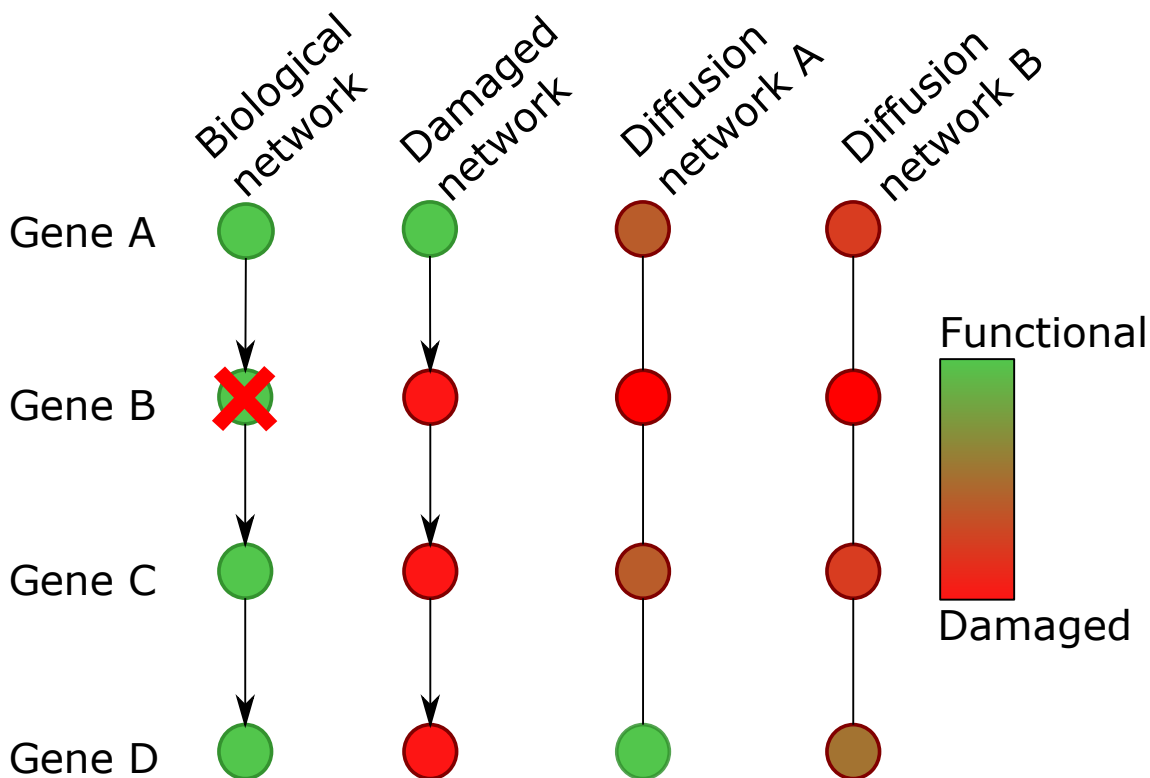 Biological
network
Damaged
network
Diffusion
network A
Diffusion
network B
Gene A
Gene B
Gene C
Gene D
Functional
Damaged